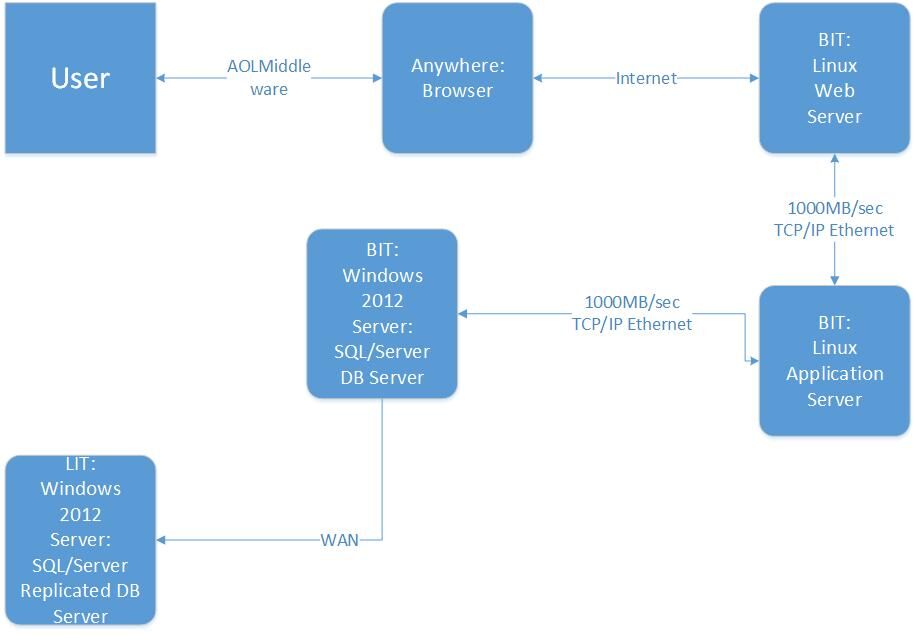 User
AOLMiddle
ware
Anywhere:
Browser
Internet
BIT:
Linux
Web
Server
1000MB/sec
TCP/IP Ethernet
BIT:
Linux
Application
Server
1000MB/sec
TCP/IP Ethernet
BIT:
Windows
2012
Server:
SQL/Server
DB Server
WAN
LIT:
Windows
2012
Server:
SQL/Server
Replicated DB
Server